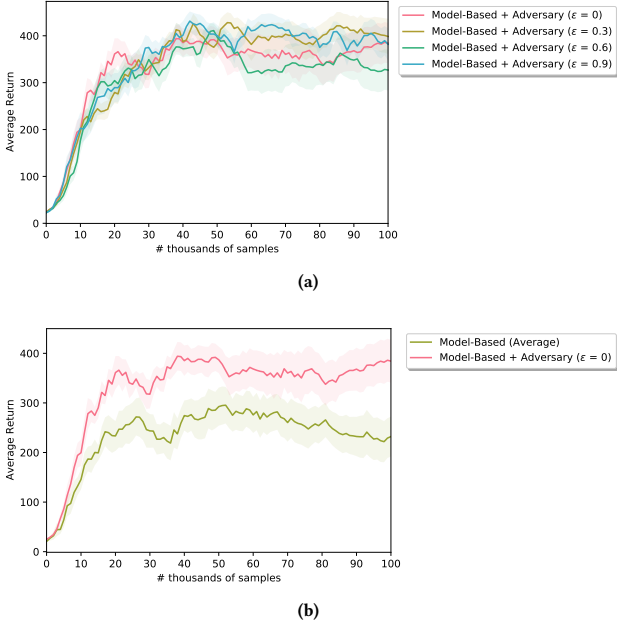 Average Return
400
300
200
100
0
0 10 20 30 40 50 60 70 80 90 100
# thousands of samples
Model-Based + Adversary (ε = 0)
Model-Based + Adversary (ε = 0.3)
Model-Based + Adversary (ε = 0.6)
Model-Based + Adversary (ε = 0.9)
(a)
Average Return
400
300
200
100
0
0 10 20 30 40 50 60 70 80 90 100
# thousands of samples
Model-Based (Average)
Model-Based + Adversary (ε = 0)
(b)